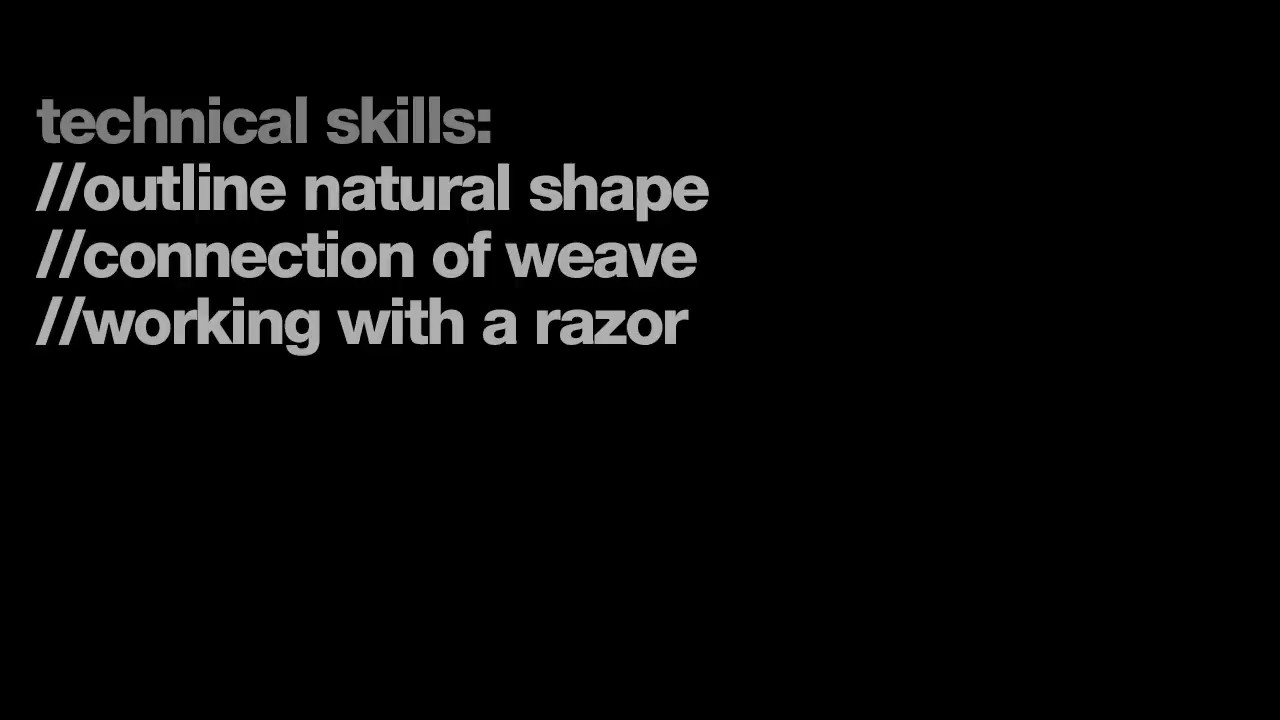 technical skills:
//outline natural shape
//connection of weave
//working with a razor